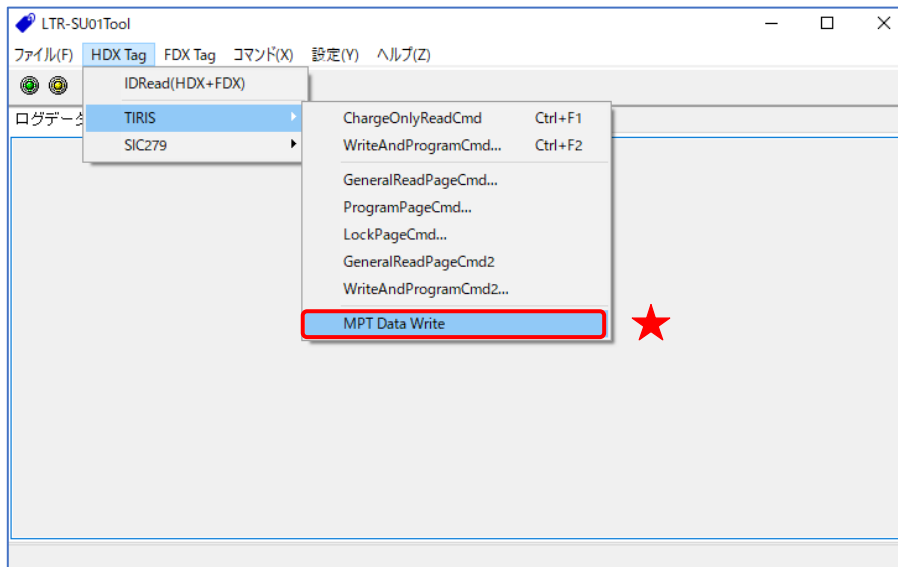 LTR-SU01Tool
ファイル(F) HDX Tag FDX Tag コマンド(X) 設定(Y) ヘルプ(Z)
IDRead(HDX+FDX)
ログデータ
TIRIS
SIC279
ChargeOnlyReadCmd Ctrl+F1
WriteAndProgramCmd... Ctrl+F2
GeneralReadPageCmd...
ProgramPageCmd...
LockPageCmd...
GeneralReadPageCmd2
WriteAndProgramCmd2...
MPT Data Write